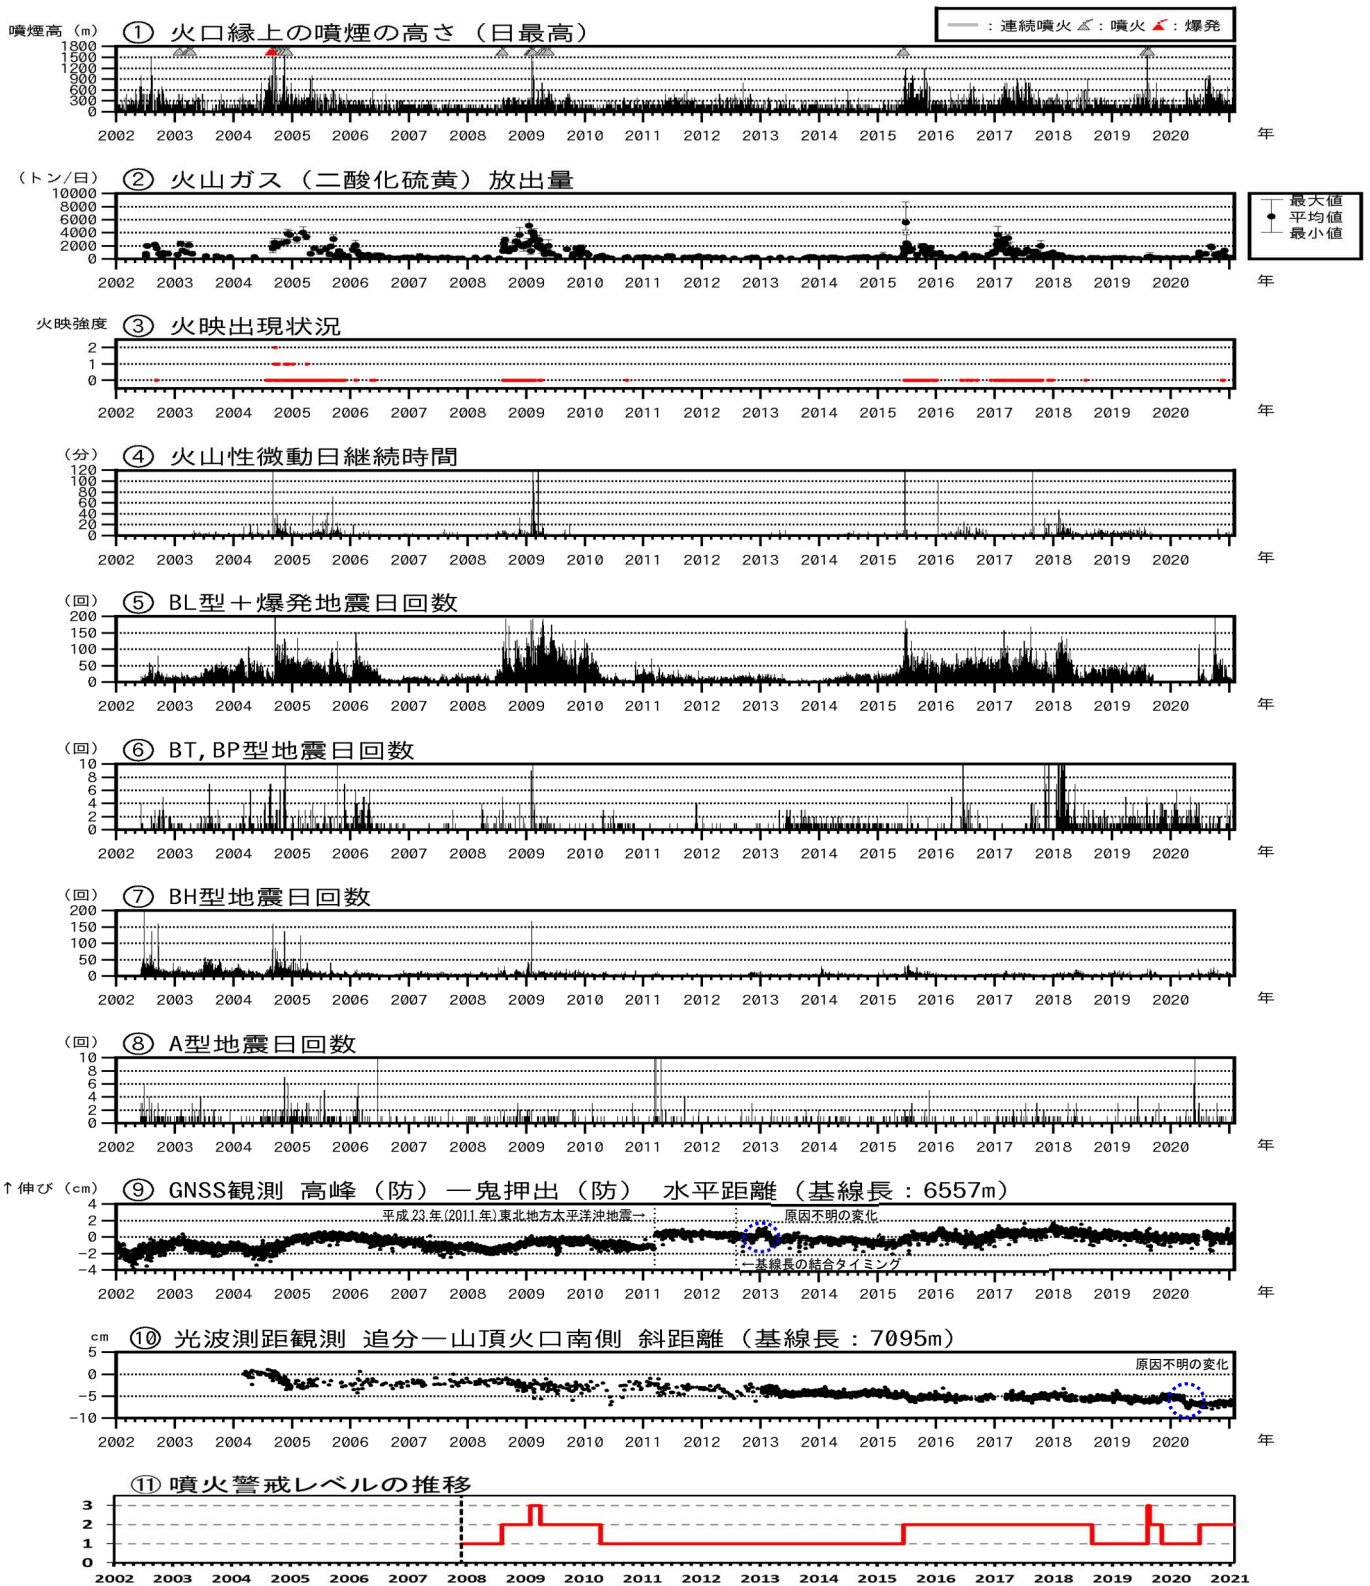 噴煙高 (m) ① 火口縁上の噴煙の高さ（日最高） ：連続噴火 ：噴火 ：爆発
1800
1500
1200
900
600
300
0
2002 2003 2004 2005 2006 2007 2008 2009 2010 2011 2012 2013 2014 2015 2016 2017 2018 2019 2020 年
（トン/日） ② 火山ガス（二酸化硫黄）放出量
10000
8000
6000
4000
2000
0
最大値
平均値
最小値
2002 2003 2004 2005 2006 2007 2008 2009 2010 2011 2012 2013 2014 2015 2016 2017 2018 2019 2020 年
火映強度 ③ 火映出現状況
2
1
0
2002 2003 2004 2005 2006 2007 2008 2009 2010 2011 2012 2013 2014 2015 2016 2017 2018 2019 2020 年
（分） ④ 火山性微動日継続時間
120
100
80
60
40
20
0
2002 2003 2004 2005 2006 2007 2008 2009 2010 2011 2012 2013 2014 2015 2016 2017 2018 2019 2020 年
（回） ⑤ BL型＋爆発地震日回数
200
150
100
50
0
2002 2003 2004 2005 2006 2007 2008 2009 2010 2011 2012 2013 2014 2015 2016 2017 2018 2019 2020 年
（回） ⑥ BT,BP型地震日回数
10
8
6
4
2
0
2002 2003 2004 2005 2006 2007 2008 2009 2010 2011 2012 2013 2014 2015 2016 2017 2018 2019 2020 年
（回） ⑦ BH型地震日回数
200
150
100
50
0
2002 2003 2004 2005 2006 2007 2008 2009 2010 2011 2012 2013 2014 2015 2016 2017 2018 2019 2020 年
（回） ⑧ A型地震日回数
10
8
6
4
2
0
2002 2003 2004 2005 2006 2007 2008 2009 2010 2011 2012 2013 2014 2015 2016 2017 2018 2019 2020 年
↑伸び (cm) ⑨ GNSS観測 高峰（防）―鬼押出（防） 水平距離（基線長：6557m）
4
2
0
-2
-4
平成23年(2011年)東北地方太平洋沖地震→
原因不明の変化
←基線長の結合タイミング
2002 2003 2004 2005 2006 2007 2008 2009 2010 2011 2012 2013 2014 2015 2016 2017 2018 2019 2020 年
cm ⑩ 光波測距観測 追分―山頂火口南側 斜距離（基線長：7095m）
5
0
-5
-10
原因不明の変化
2002 2003 2004 2005 2006 2007 2008 2009 2010 2011 2012 2013 2014 2015 2016 2017 2018 2019 2020 年
⑪ 噴火警戒レベルの推移
3
2
1
0
2002 2003 2004 2005 2006 2007 2008 2009 2010 2011 2012 2013 2014 2015 2016 2017 2018 2019 2020 2021